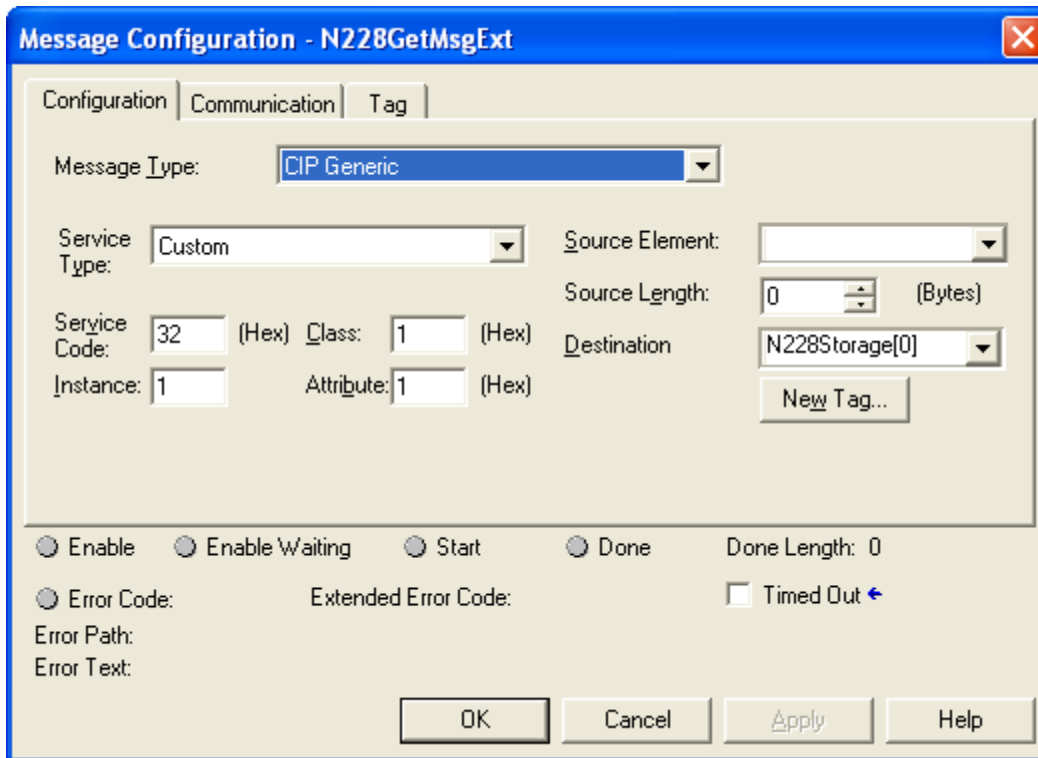 Message Configuration - N228GetMsgExt
Configuration Communication Tag
Message Type: CIP Generic
Service Type: Custom
Source Element:
Source Length: 0 (Bytes)
Service Code: 32 (Hex) Class: 1 (Hex)
Destination N228Storage[0]
Instance: 1 Attribute: 1 (Hex)
New Tag...
Enable Enable Waiting Start Done Done Length: 0
Error Code: Extended Error Code: Timed Out
Error Path:
Error Text:
OK Cancel Apply Help